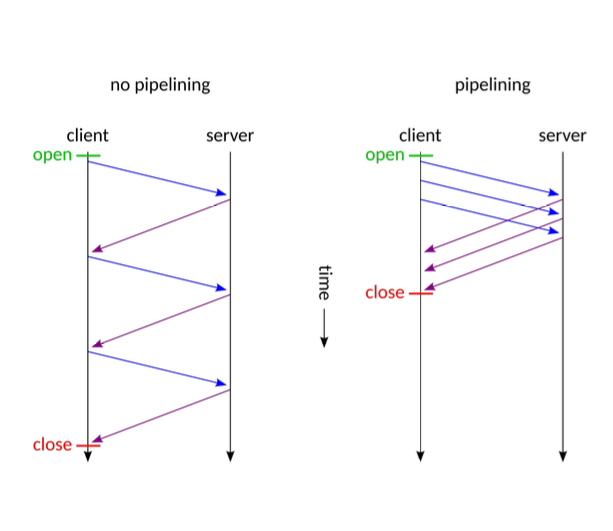 no pipelining
client
server
open
close
time
pipelining
client
server
open
close